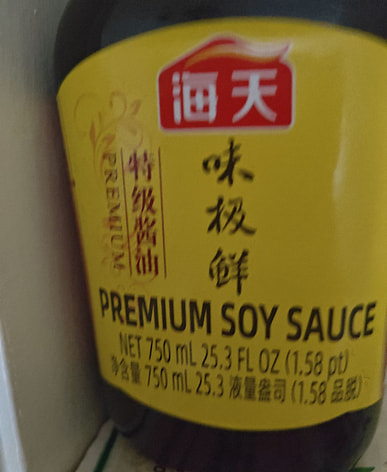 海天
味极鲜
特级酱油
PREMIUM
PREMIUM SOY SAUCE
NET 750 mL 25.3 FL OZ (1.58 pt)
净含量 750 mL 25.3 液量盎司 (1.58 品脱)